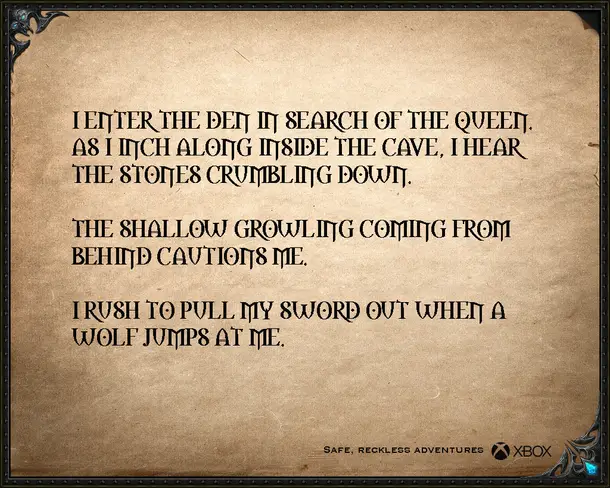 I ENTER THE DEN IN SEARCH OF THE QUEEN.
AS I INCH ALONG INSIDE THE CAVE, I HEAR
THE STONES CRUMBLING DOWN.
THE SHALLOW GROWLING COMING FROM
BEHIND CAUTIONS ME.
I RUSH TO PULL MY SWORD OUT WHEN A
WOLF JUMPS AT ME.
SAFE, RECKLESS ADVENTURES XBOX